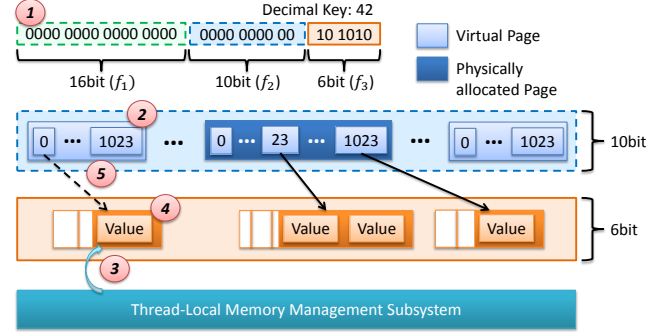 Decimal Key: 42
1
0000 0000 0000 0000 0000 0000 00 10 1010
16bit (f₁) 10bit (f₂) 6bit (f₃)
Virtual Page
Physically
allocated Page
2
0 ••• 1023 ••• 0 ••• 23 ••• 1023 ••• 0 ••• 1023
10bit
5
4
Value Value Value Value
6bit
3
Thread-Local Memory Management Subsystem